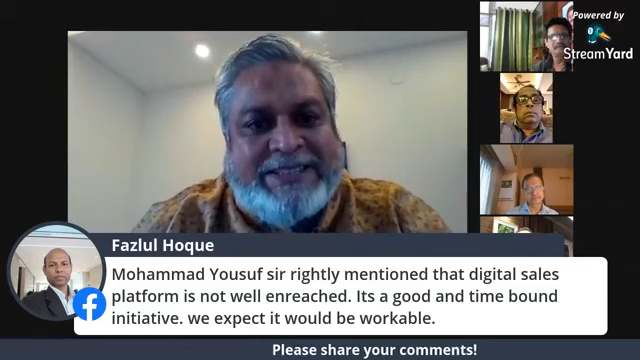 Powered by
StreamYard
Fazlul Hoque
Mohammad Yousuf sir rightly mentioned that digital sales
platform is not well enreached. Its a good and time bound
initiative. we expect it would be workable.
Please share your comments!